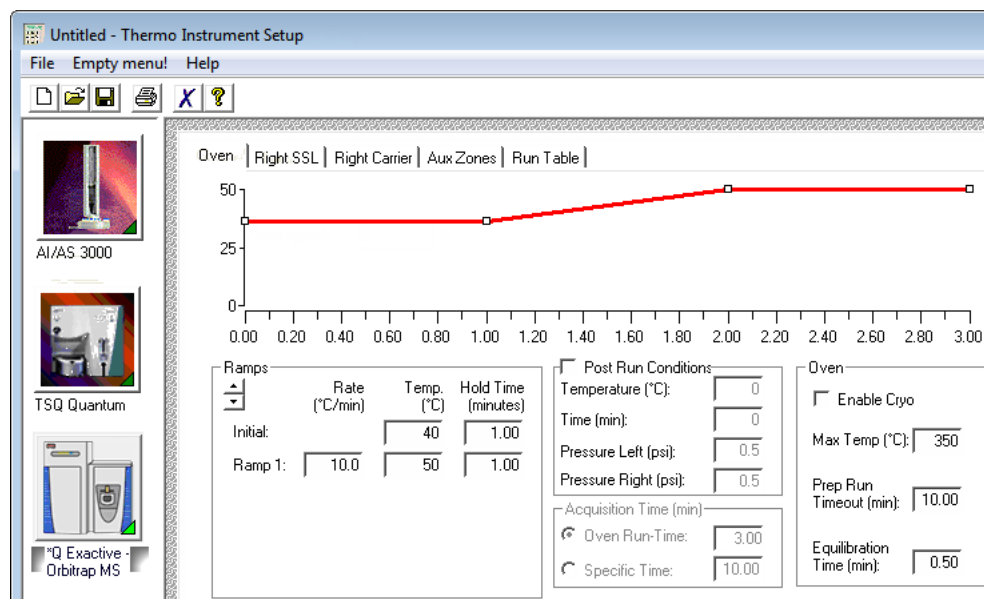 Untitled - Thermo Instrument Setup
File Empty menu! Help
Oven Right SSL Right Carrier Aux Zones Run Table
AI/AS 3000
TSQ Quantum
*Q Exactive -
Orbitrap MS
50
25
0
0.00 0.20 0.40 0.60 0.80 1.00 1.20 1.40 1.60 1.80 2.00 2.20 2.40 2.60 2.80 3.00
Ramps
Rate Temp. Hold Time
(°C/min) (°C) (minutes)
Initial: 40 1.00
Ramp 1: 10.0 50 1.00
Post Run Conditions
Temperature (°C): 0
Time (min): 0
Pressure Left (psi): 0.5
Pressure Right (psi): 0.5
Acquisition Time (min)
Oven Run-Time: 3.00
Specific Time: 10.00
Oven
Enable Cryo
Max Temp (°C): 350
Prep Run
Timeout (min): 10.00
Equilibration
Time (min): 0.50